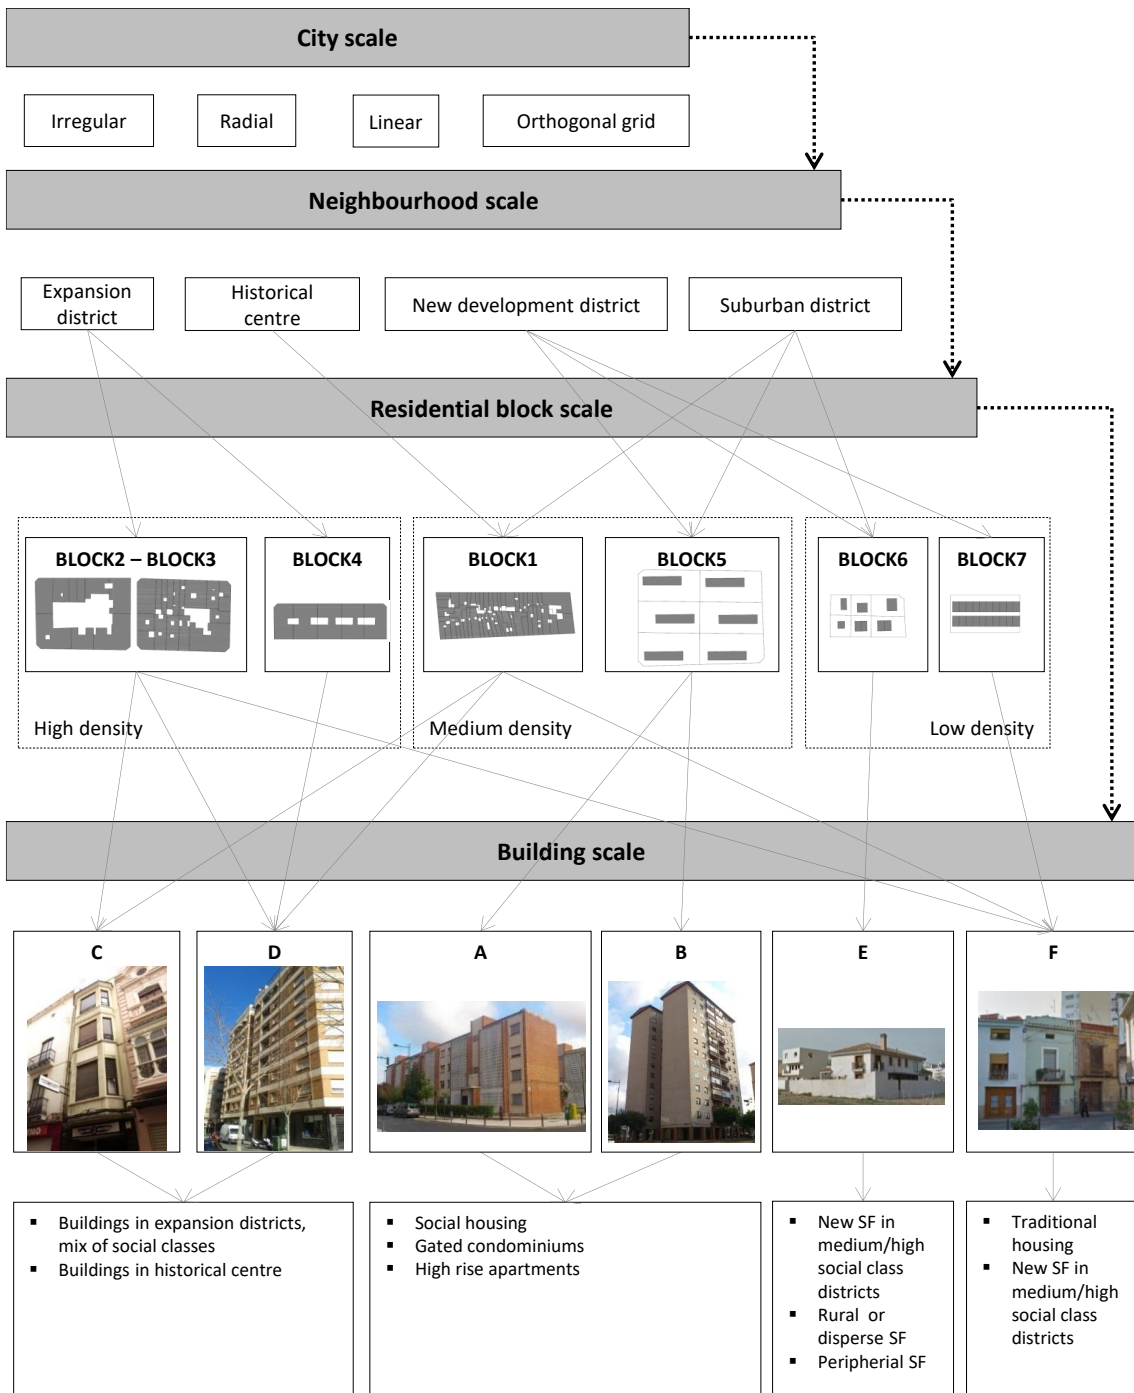 City scale
Irregular
Radial
Linear
Orthogonal grid
Neighbourhood scale
Expansion
district
Historical
centre
New development district
Suburban district
Residential block scale
BLOCK2 – BLOCK3
BLOCK4
BLOCK1
BLOCK5
BLOCK6
BLOCK7
High density
Medium density
Low density
Building scale
C
D
A
B
E
F
▪ Buildings in expansion districts,
mix of social classes
▪ Buildings in historical centre
▪ Social housing
▪ Gated condominiums
▪ High rise apartments
▪ New SF in
medium/high
social class
districts
▪ Rural or
disperse SF
▪ Peripherial SF
▪ Traditional
housing
▪ New SF in
medium/high
social class
districts